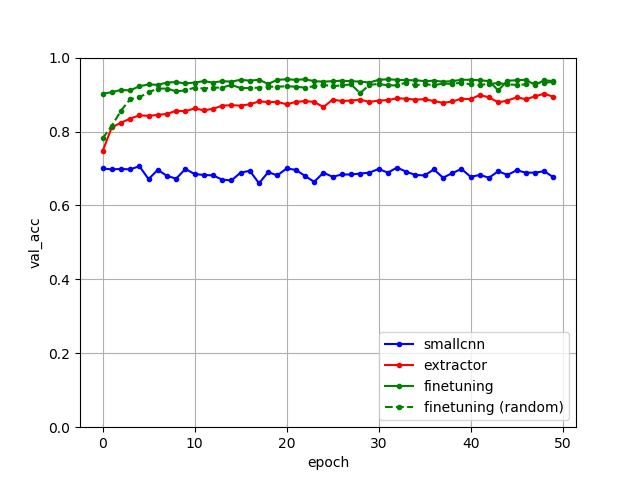 1.0
0.8
0.6
0.4
0.2
0.0
val_acc
smallcnn
extractor
finetuning
finetuning (random)
0 10 20 30 40 50
epoch